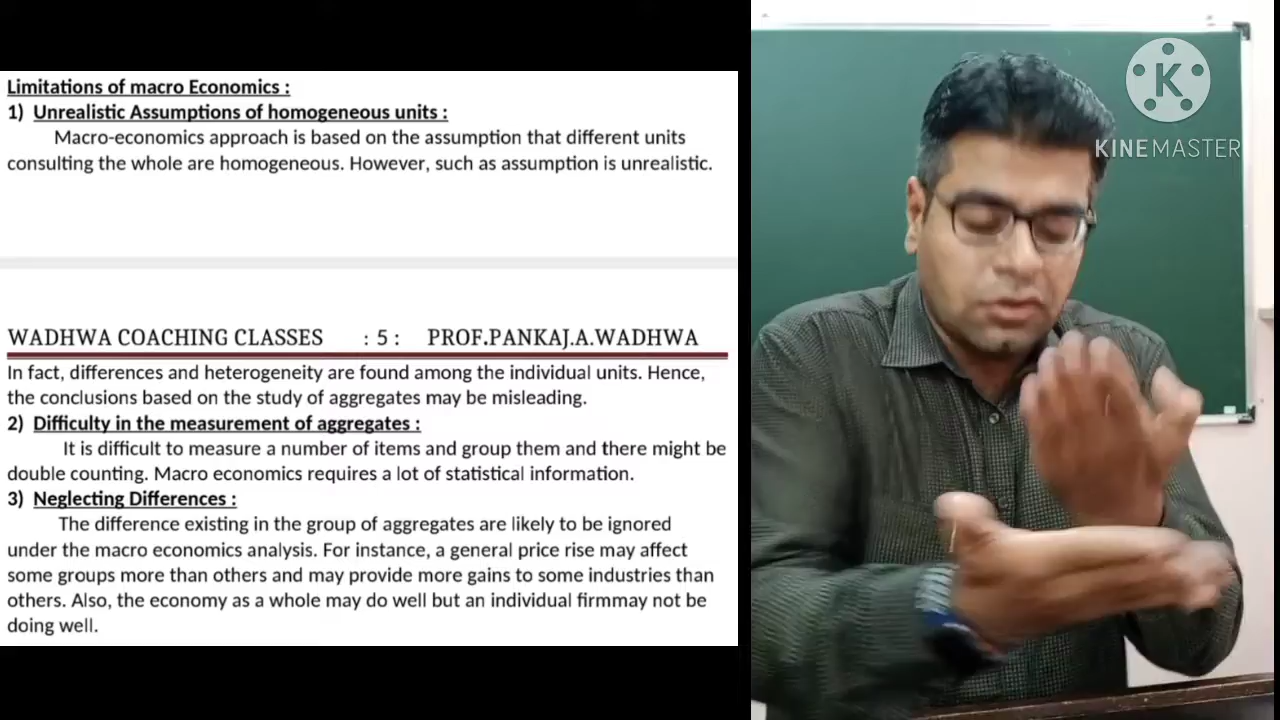 Limitations of macro Economics :
1) Unrealistic Assumptions of homogeneous units :
Macro-economics approach is based on the assumption that different units
consulting the whole are homogeneous. However, such as assumption is unrealistic.
WADHWA COACHING CLASSES : 5 : PROF.PANKAJ.A.WADHWA
In fact, differences and heterogeneity are found among the individual units. Hence,
the conclusions based on the study of aggregates may be misleading.
2) Difficulty in the measurement of aggregates :
It is difficult to measure a number of items and group them and there might be
double counting. Macro economics requires a lot of statistical information.
3) Neglecting Differences :
The difference existing in the group of aggregates are likely to be ignored
under the macro economics analysis. For instance, a general price rise may affect
some groups more than others and may provide more gains to some industries than
others. Also, the economy as a whole may do well but an individual firmmay not be
doing well.
K
KINEMASTER